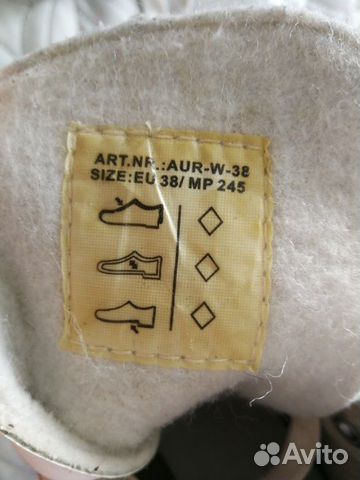 ART.NR.:AUR-W-38
SIZE:EU 38/ MP 245
Avito